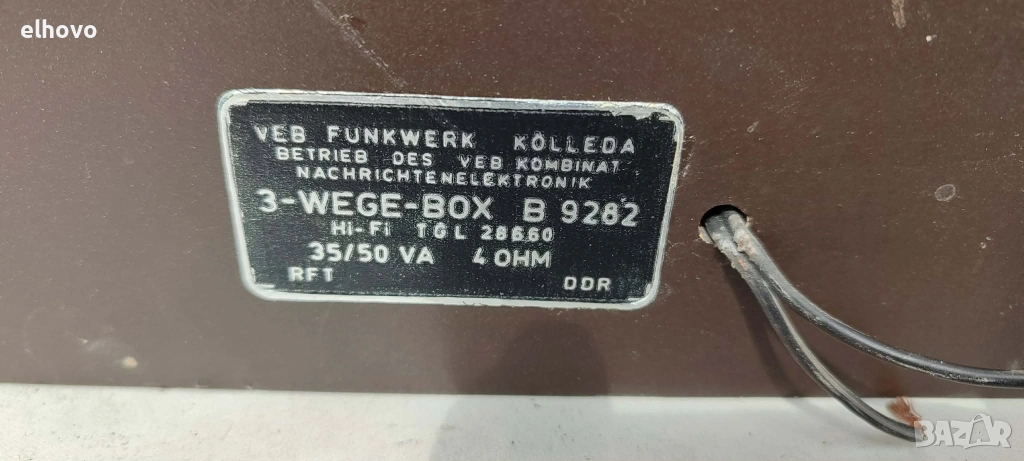 elhovo
VEB FUNKWERK KÖLLEDA
BETRIEB DES VEB KOMBINAT
NACHRICHTENELEKTRONIK
3-WEGE-BOX B 9282
Hi-Fi TGL 28660
35/50 VA 4 OHM
RFT DDR
BAZAR